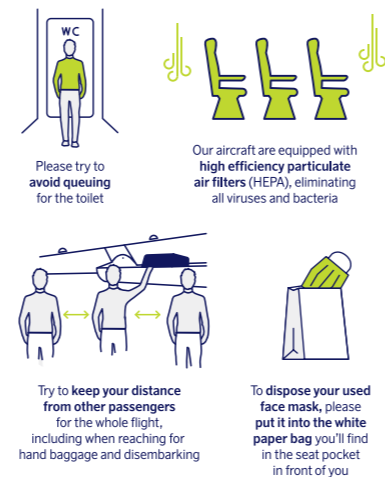 WC
Please try to
avoid queuing
for the toilet
Our aircraft are equipped with
high efficiency particulate
air filters (HEPA), eliminating
all viruses and bacteria
Try to keep your distance
from other passengers
for the whole flight,
including when reaching for
hand baggage and disembarking
To dispose your used
face mask, please
put it into the white
paper bag you'll find
in the seat pocket
in front of you